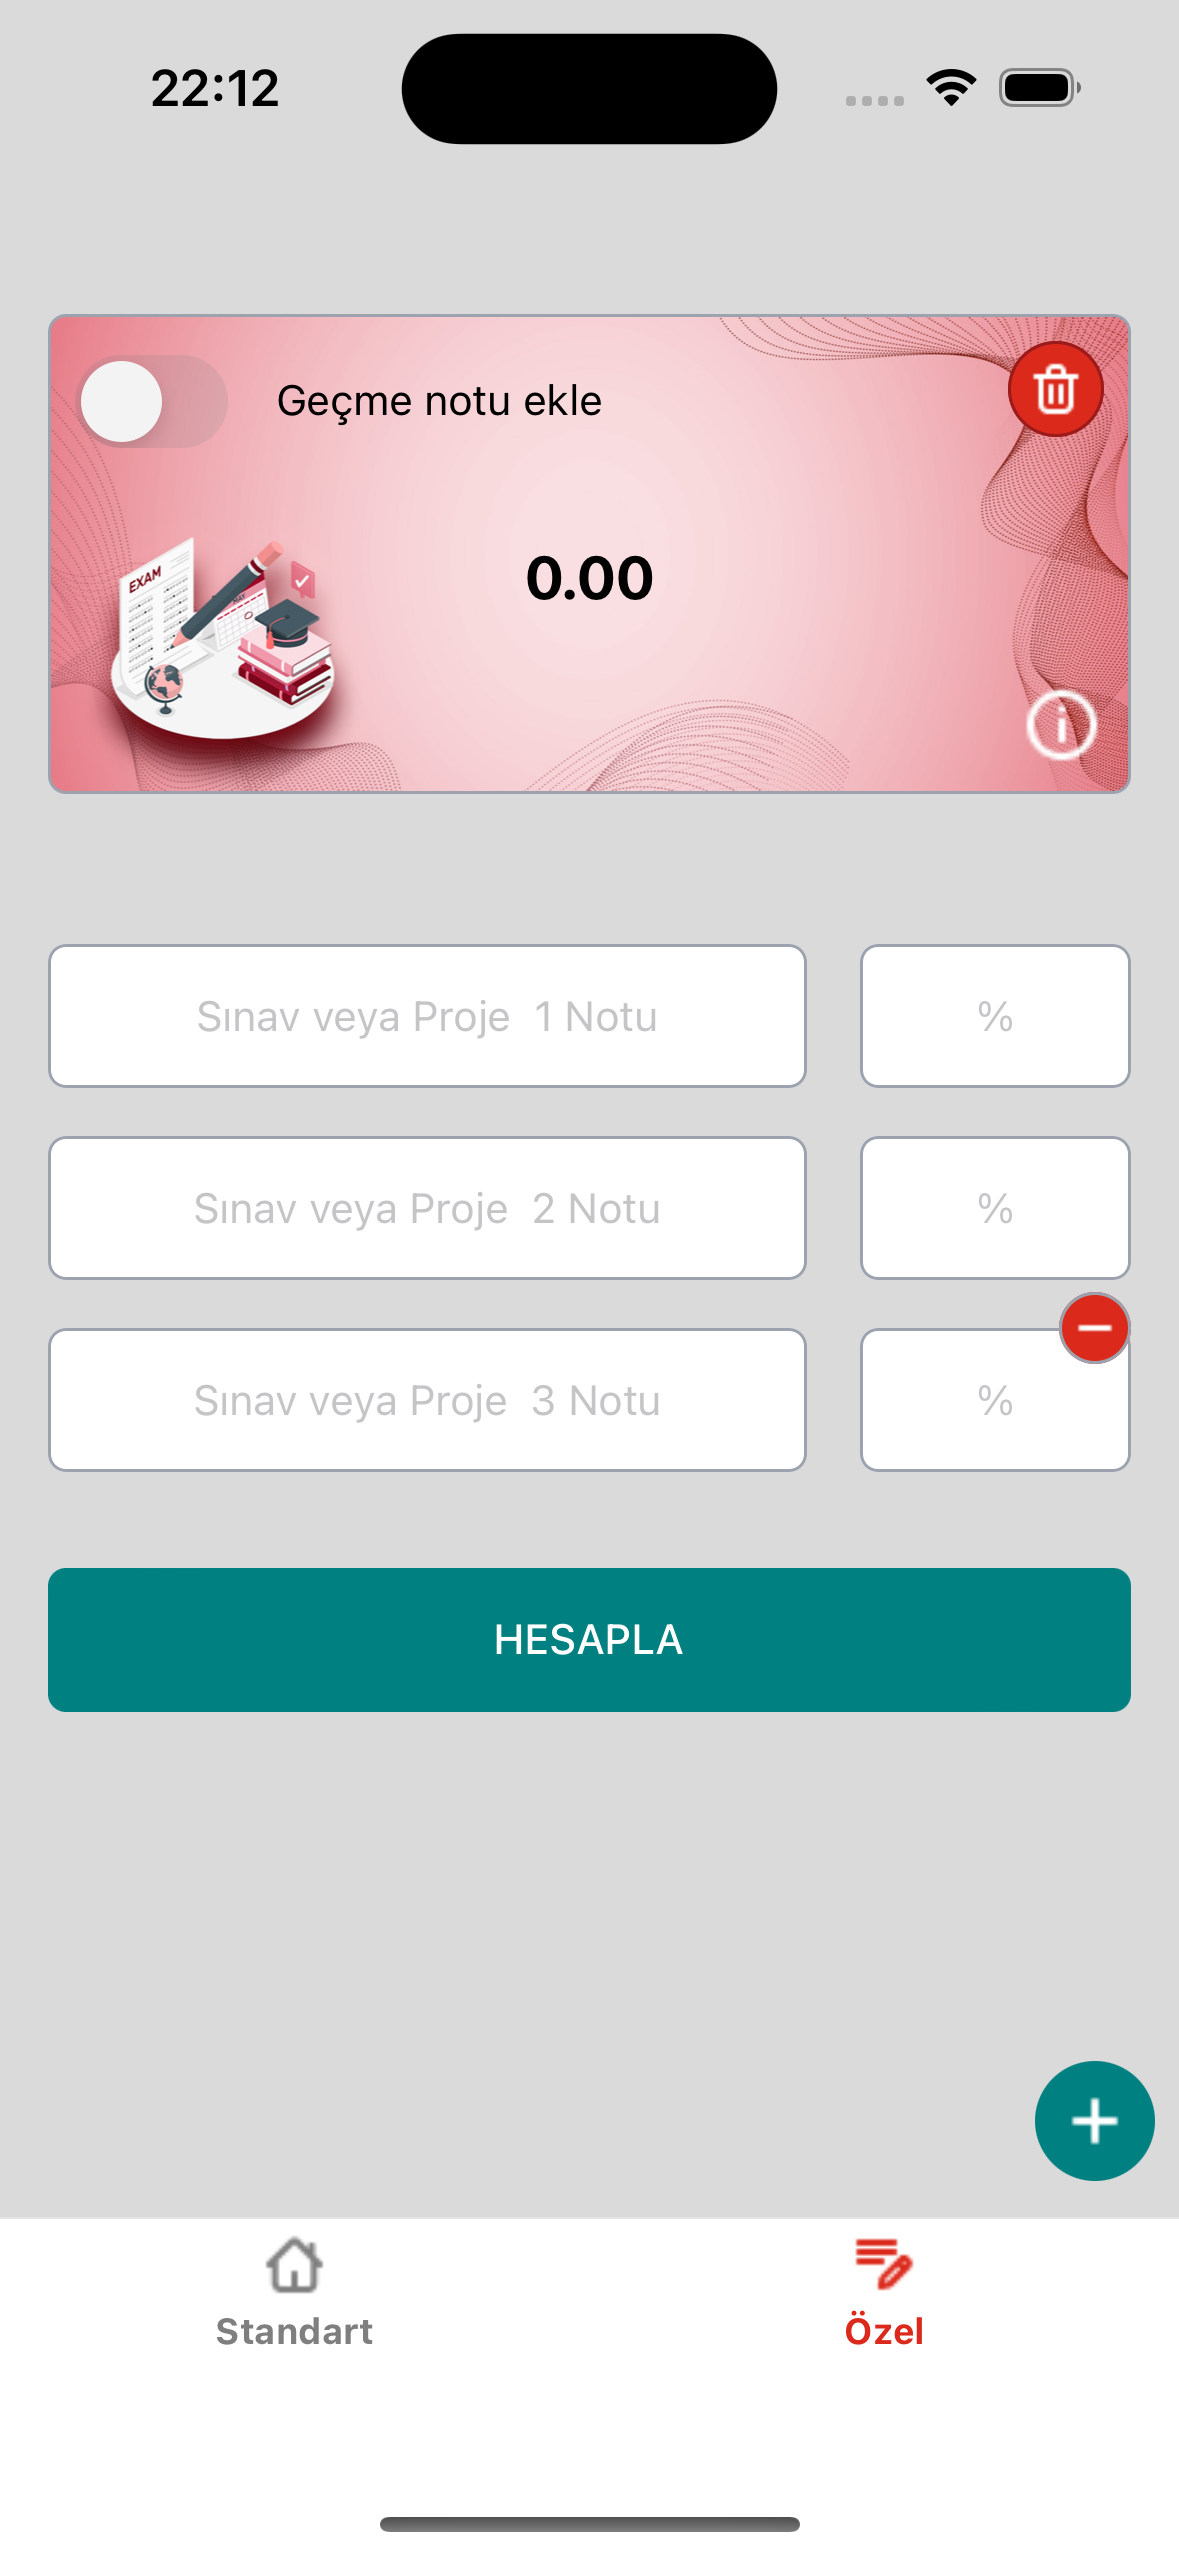 22:12
Geçme notu ekle
EXAM
0.00
Sınav veya Proje  1 Notu
%
Sınav veya Proje  2 Notu
%
Sınav veya Proje  3 Notu
%
HESAPLA
Standart
Özel